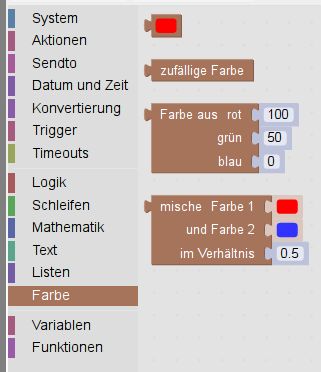 System
Aktionen
Sendto
Datum und Zeit
Konvertierung
Trigger
Timeouts
Logik
Schleifen
Mathematik
Text
Listen
Farbe
Variablen
Funktionen
zufällige Farbe
Farbe aus rot 100
grün 50
blau 0
mische Farbe 1
und Farbe 2
im Verhältnis 0.5